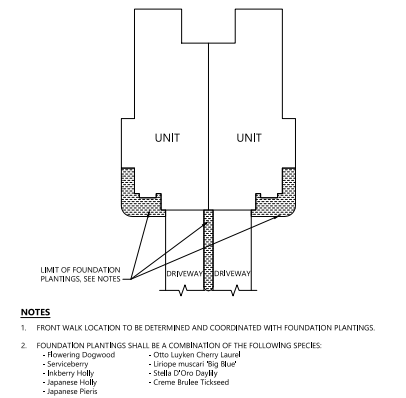 UNIT
UNIT
LIMIT OF FOUNDATION
PLANTINGS, SEE NOTES
DRIVEWAY
DRIVEWAY
NOTES
1. FRONT WALK LOCATION TO BE DETERMINED AND COORDINATED WITH FOUNDATION PLANTINGS.
2. FOUNDATION PLANTINGS SHALL BE A COMBINATION OF THE FOLLOWING SPECIES:
- Flowering Dogwood
- Serviceberry
- Inkberry Holly
- Japanese Holly
- Japanese Pieris
- Otto Luyken Cherry Laurel
- Liriope muscari 'Big Blue'
- Stella D'Oro Daylily
- Creme Brulee Tickseed